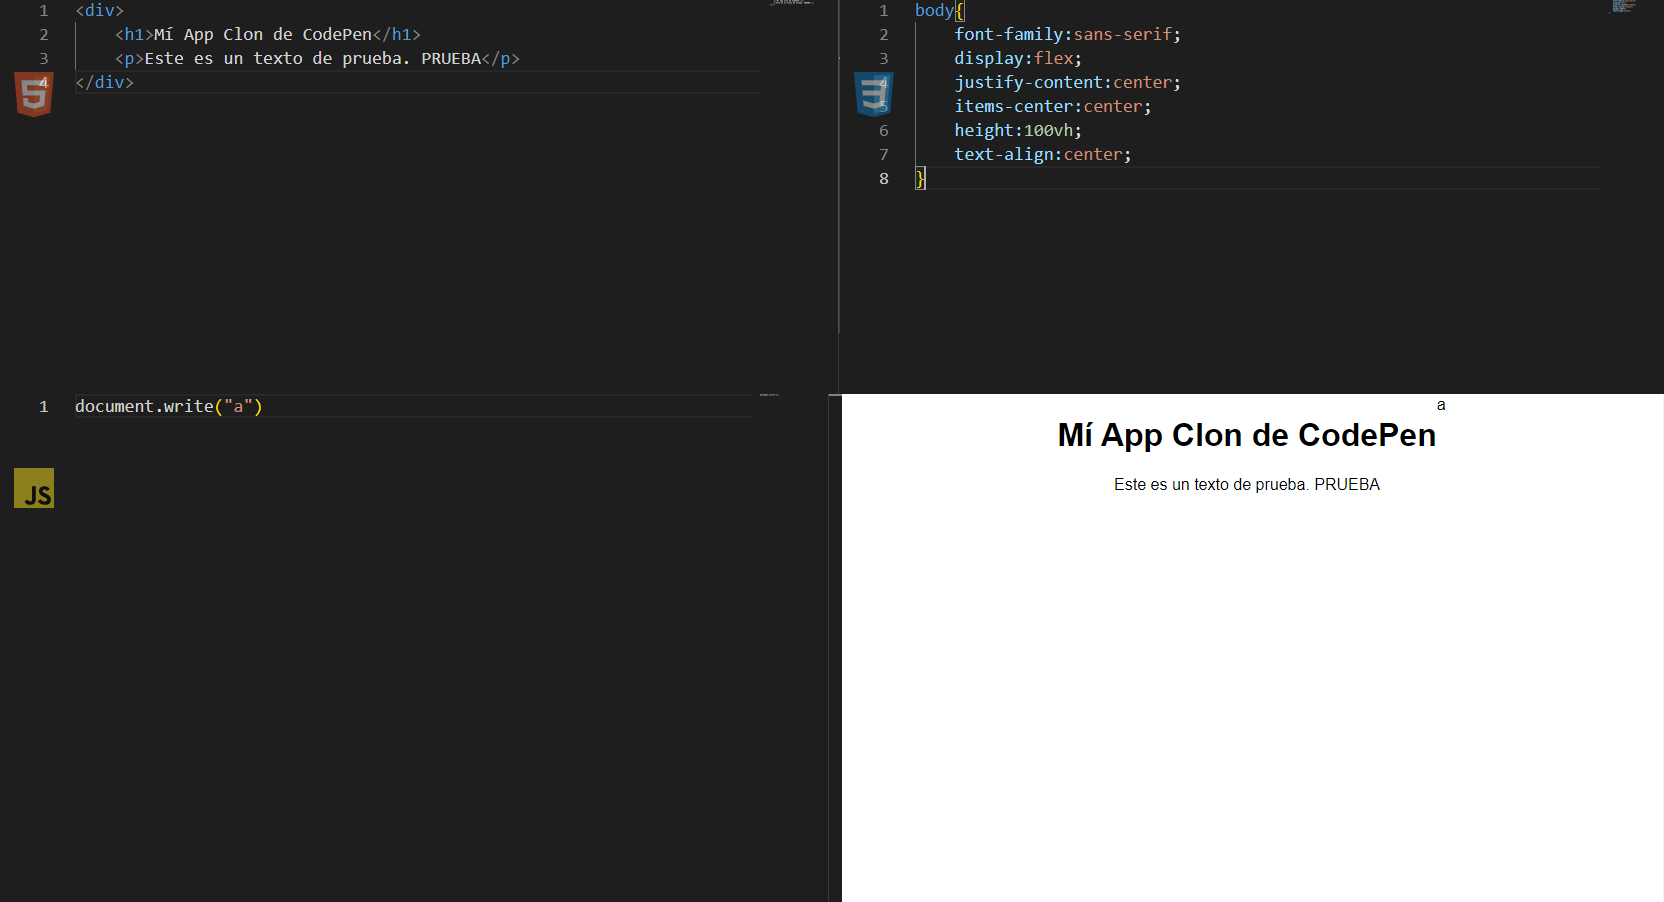 1 <div>
2 <h1>Mí App Clon de CodePen</h1>
3 <p>Este es un texto de prueba. PRUEBA</p>
4 </div>
5
1 body{
2 font-family:sans-serif;
3 display:flex;
4 justify-content:center;
5 items-center:center;
6 height:100vh;
7 text-align:center;
8 }
3
1 document.write("a")
JS
a
Mí App Clon de CodePen
Este es un texto de prueba. PRUEBA